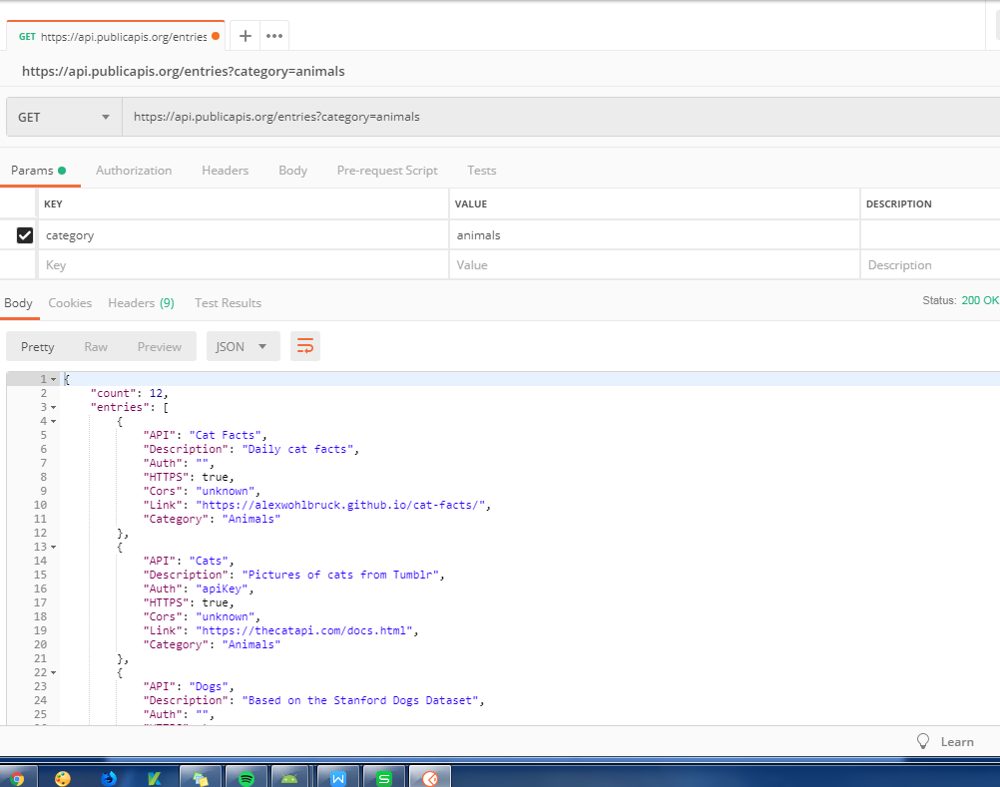 GET https://api.publicapis.org/entries
https://api.publicapis.org/entries?category=animals
GET https://api.publicapis.org/entries?category=animals
Params Authorization Headers Body Pre-request Script Tests
KEY VALUE DESCRIPTION
category animals
Key Value Description
Body Cookies Headers (9) Test Results Status: 200 OK
Pretty Raw Preview JSON
1 {
2 "count": 12,
3 "entries": [
4 {
5 "API": "Cat Facts",
6 "Description": "Daily cat facts",
7 "Auth": "",
8 "HTTPS": true,
9 "Cors": "unknown",
10 "Link": "https://alexwohlbruck.github.io/cat-facts/",
11 "Category": "Animals"
12 },
13 {
14 "API": "Cats",
15 "Description": "Pictures of cats from Tumblr",
16 "Auth": "apiKey",
17 "HTTPS": true,
18 "Cors": "unknown",
19 "Link": "https://thecatapi.com/docs.html",
20 "Category": "Animals"
21 },
22 {
23 "API": "Dogs",
24 "Description": "Based on the Stanford Dogs Dataset",
25 "Auth": "",
Learn